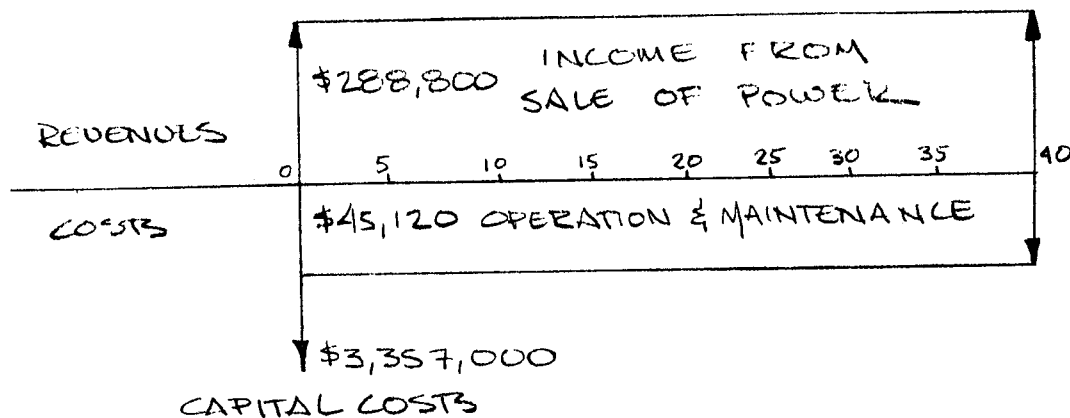 INCOME FROM
$288,800 SALE OF POWER
REVENUES
0 5 10 15 20 25 30 35 40
COSTS
$45,120 OPERATION & MAINTENANCE
$3,357,000
CAPITAL COSTS